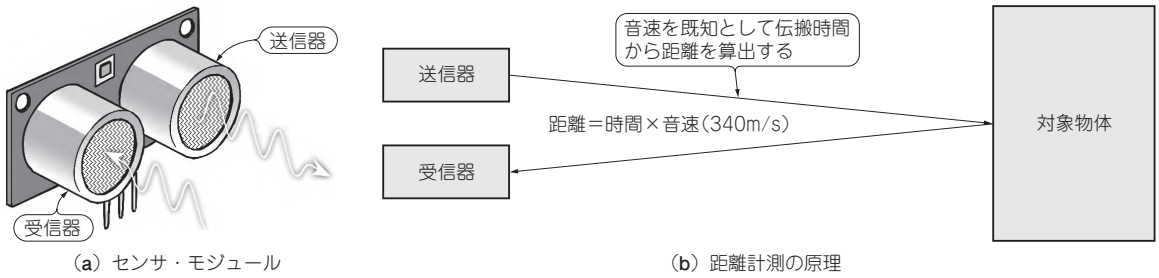 送信器
受信器
(a) センサ・モジュール
音速を既知として伝搬時間
から距離を算出する
送信器
距離＝時間×音速(340m/s)
受信器
対象物体
(b) 距離計測の原理